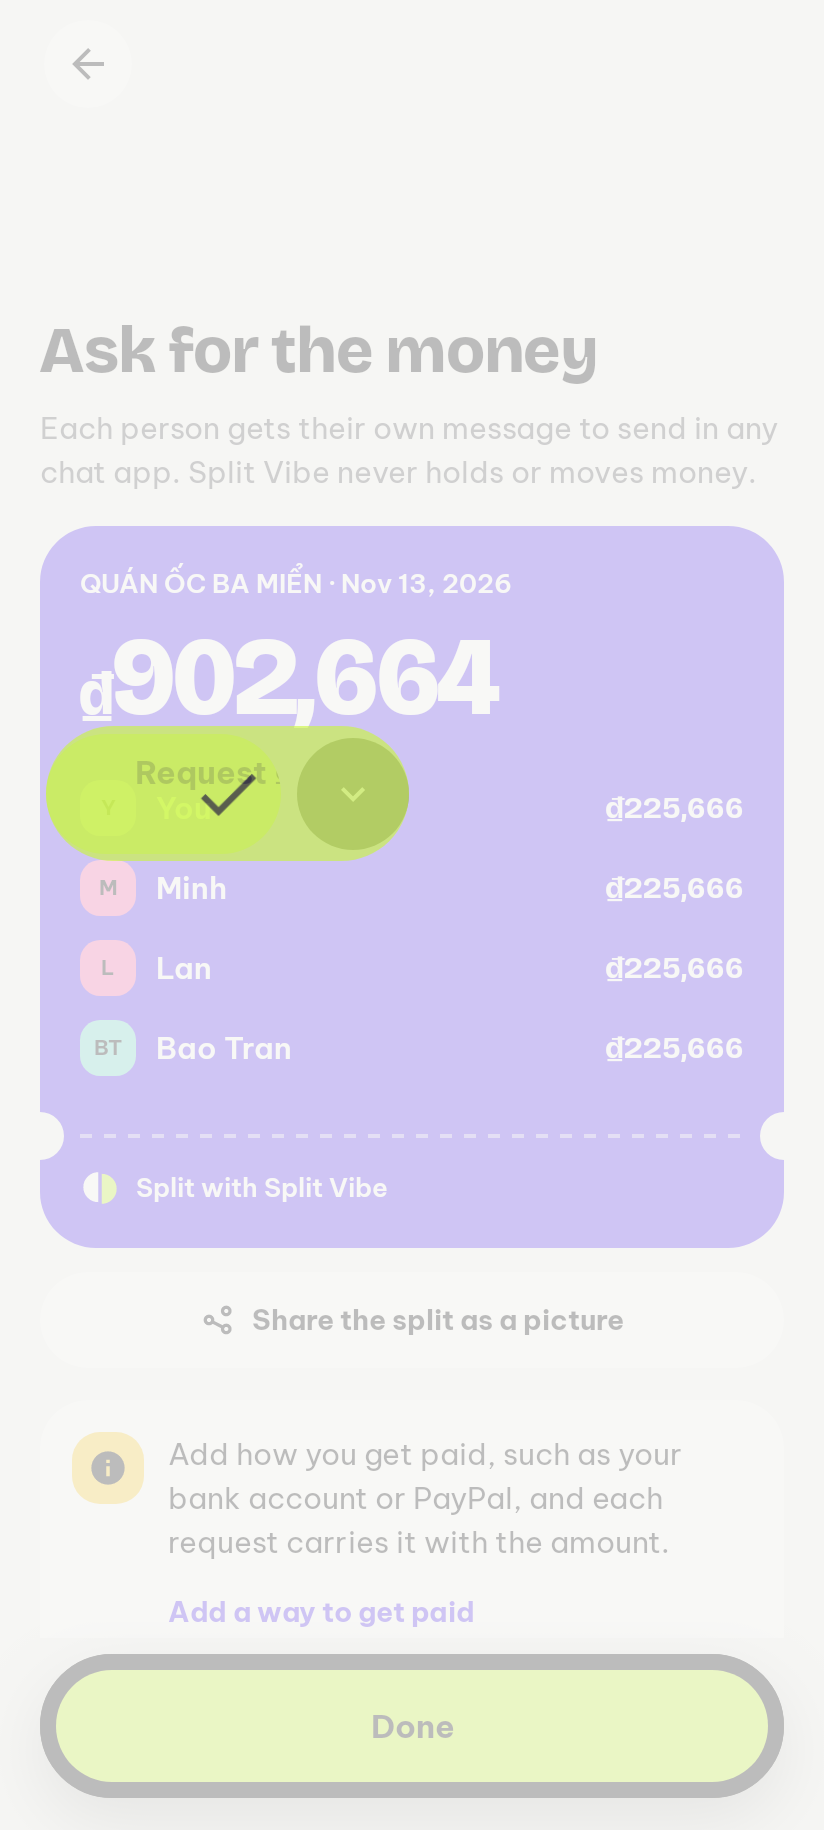 Ask for the money
Each person gets their own message to send in any
chat app. Split Vibe never holds or moves money.
QUÁN ỐC BA MIỀN · Nov 13, 2026
₫902,664
Request
Y You ₫225,666
M Minh ₫225,666
L Lan ₫225,666
BT Bao Tran ₫225,666
Split with Split Vibe
Share the split as a picture
Add how you get paid, such as your
bank account or PayPal, and each
request carries it with the amount.
Add a way to get paid
Done